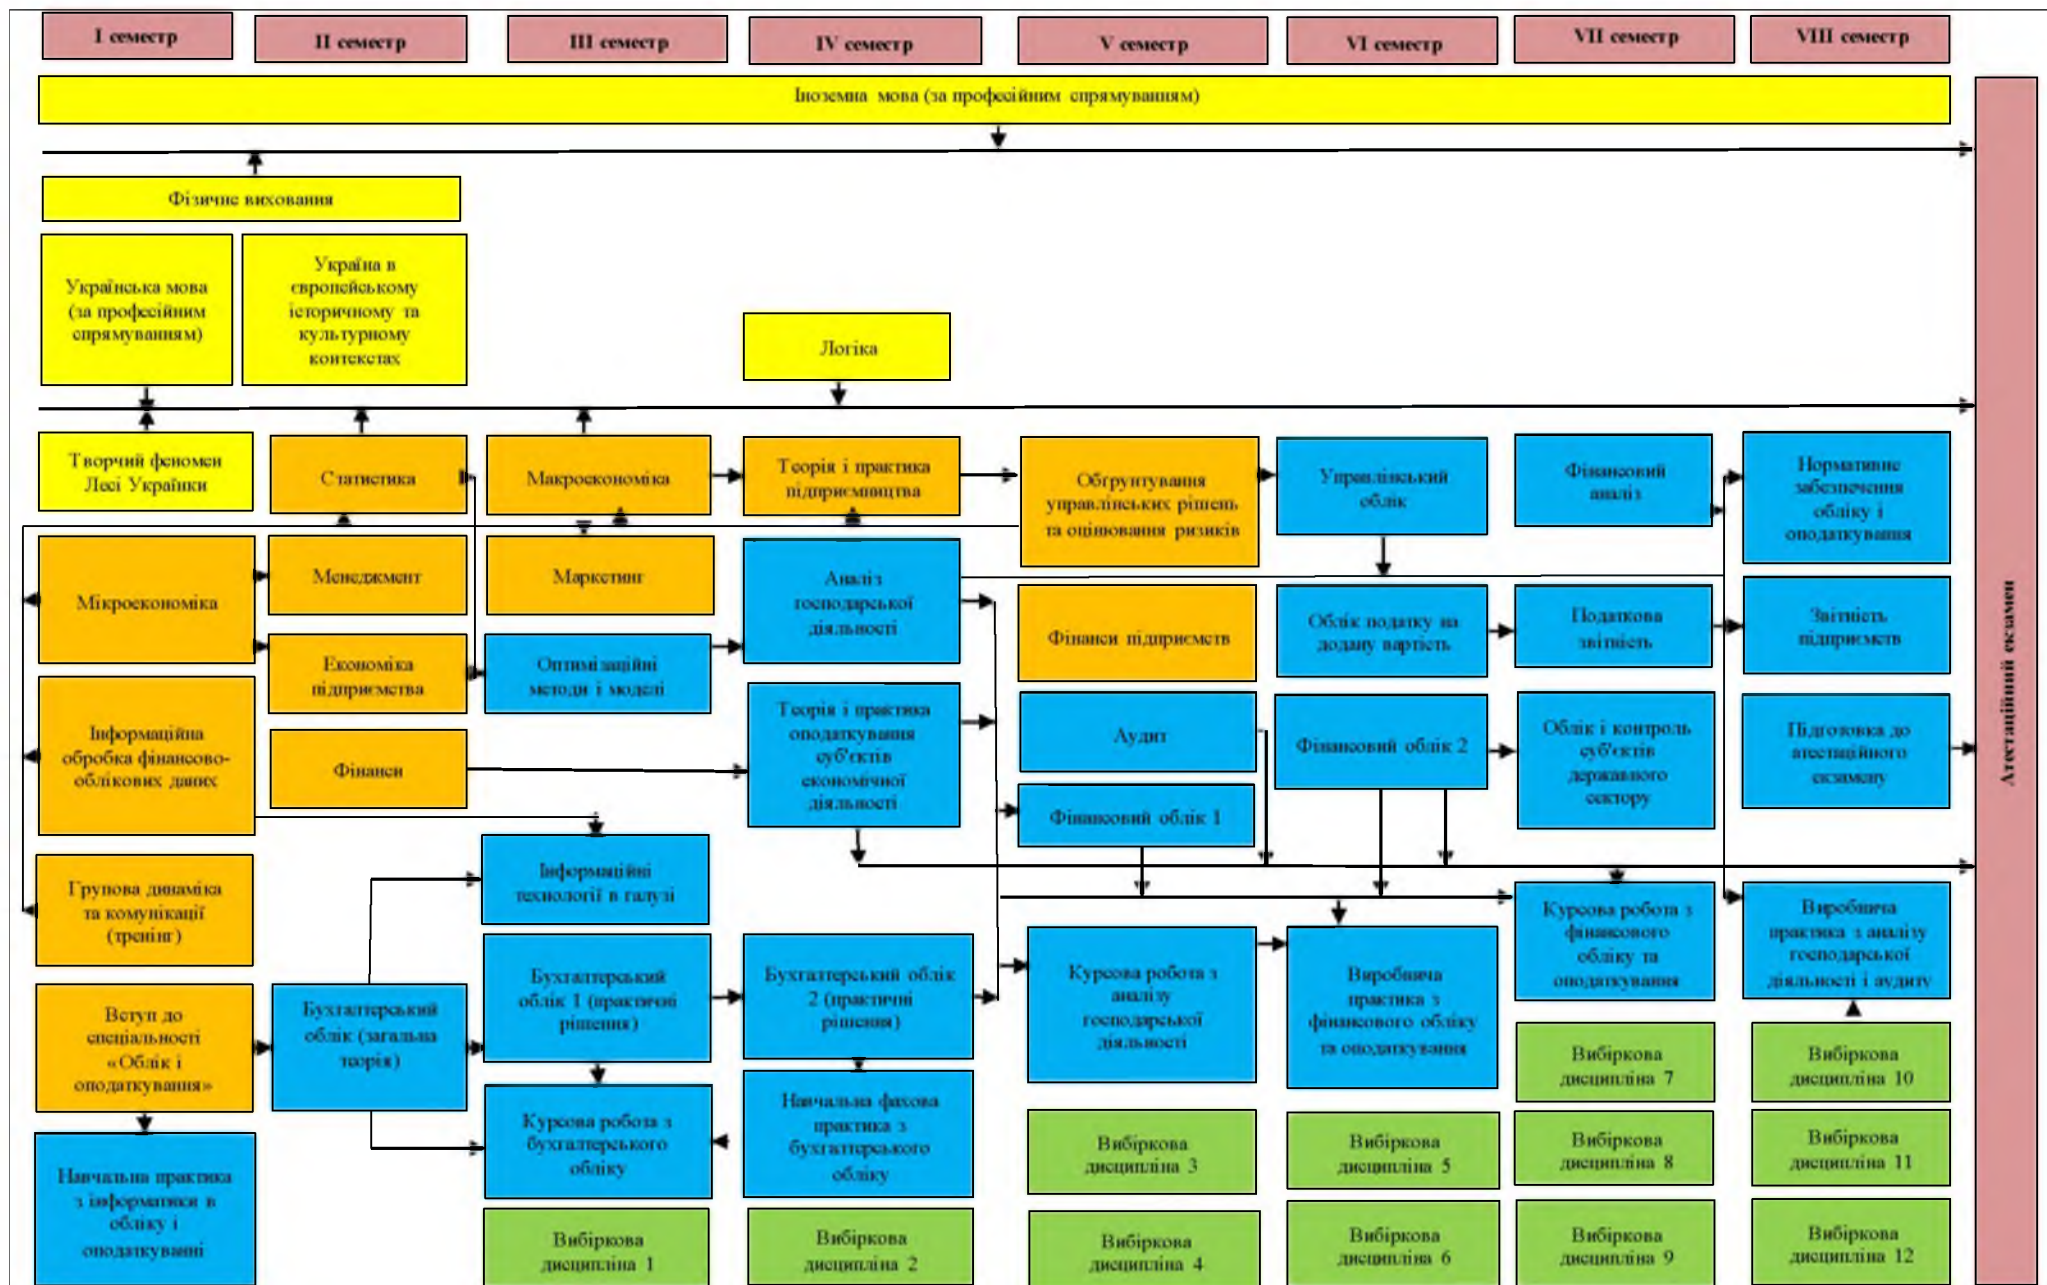 I семестр
II семестр
III семестр
IV семестр
V семестр
VI семестр
VII семестр
VIII семестр
Іноземна мова (за професійним спрямуванням)
Фізичне виховання
Українська мова
(за професійним
спрямуванням)
Україна в
європейському
історичному та
культурному
контекстах
Логіка
Творчий феномен
Лесі Українки
Статистика
Макроекономіка
Теорія і практика
підприємництва
Обґрунтування
управлінських рішень
та оцінювання ризиків
Управлінський
облік
Фінансовий
аналіз
Нормативне
забезпечення
обліку і
оподаткування
Мікроекономіка
Менеджмент
Маркетинг
Аналіз
господарської
діяльності
Фінанси підприємств
Облік податку на
додану вартість
Податкова
звітність
Звітність
підприємств
Економіка
підприємства
Оптимізаційні
методи і моделі
Інформаційна
обробка фінансово-
облікових даних
Фінанси
Теорія і практика
оподаткування
суб'єктів
економічної
діяльності
Аудит
Фінансовий облік 2
Облік і контроль
суб'єктів
державного
сектору
Підготовка до
атестаційного
екзамену
Фінансовий облік 1
Групова динаміка
та комунікації
(тренінг)
Інформаційні
технології в галузі
Курсова робота з
фінансового
обліку та
оподаткування
Виробнича
практика з аналізу
господарської
діяльності і аудиту
Вступ до
спеціальності
«Облік і
оподаткування»
Бухгалтерський
облік (загальна
теорія)
Бухгалтерський
облік 1 (практичні
рішення)
Бухгалтерський облік
2 (практичні
рішення)
Курсова робота з
аналізу
господарської
діяльності
Виробнича
практика з
фінансового обліку
та оподаткування
Навчальна практика
з інформатики в
обліку і
оподаткуванні
Курсова робота з
бухгалтерського
обліку
Навчальна фахова
практика з
бухгалтерського
обліку
Вибіркова
дисципліна 7
Вибіркова
дисципліна 10
Вибіркова
дисципліна 3
Вибіркова
дисципліна 5
Вибіркова
дисципліна 8
Вибіркова
дисципліна 11
Вибіркова
дисципліна 1
Вибіркова
дисципліна 2
Вибіркова
дисципліна 4
Вибіркова
дисципліна 6
Вибіркова
дисципліна 9
Вибіркова
дисципліна 12
Атестаційний екзамен